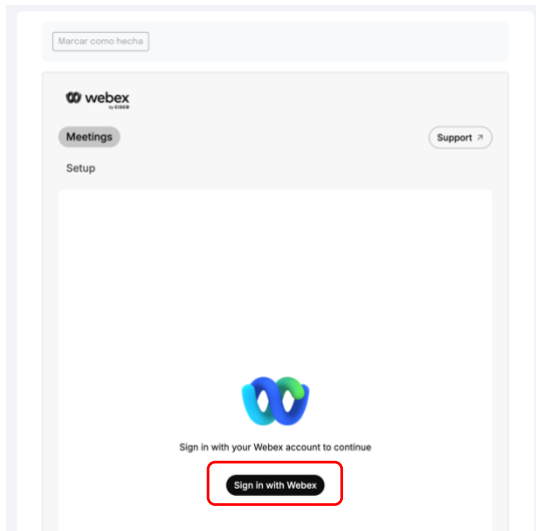 Marcar como hecha
webex
by CISCO
Meetings
Support ↗
Setup
Sign in with your Webex account to continue
Sign in with Webex